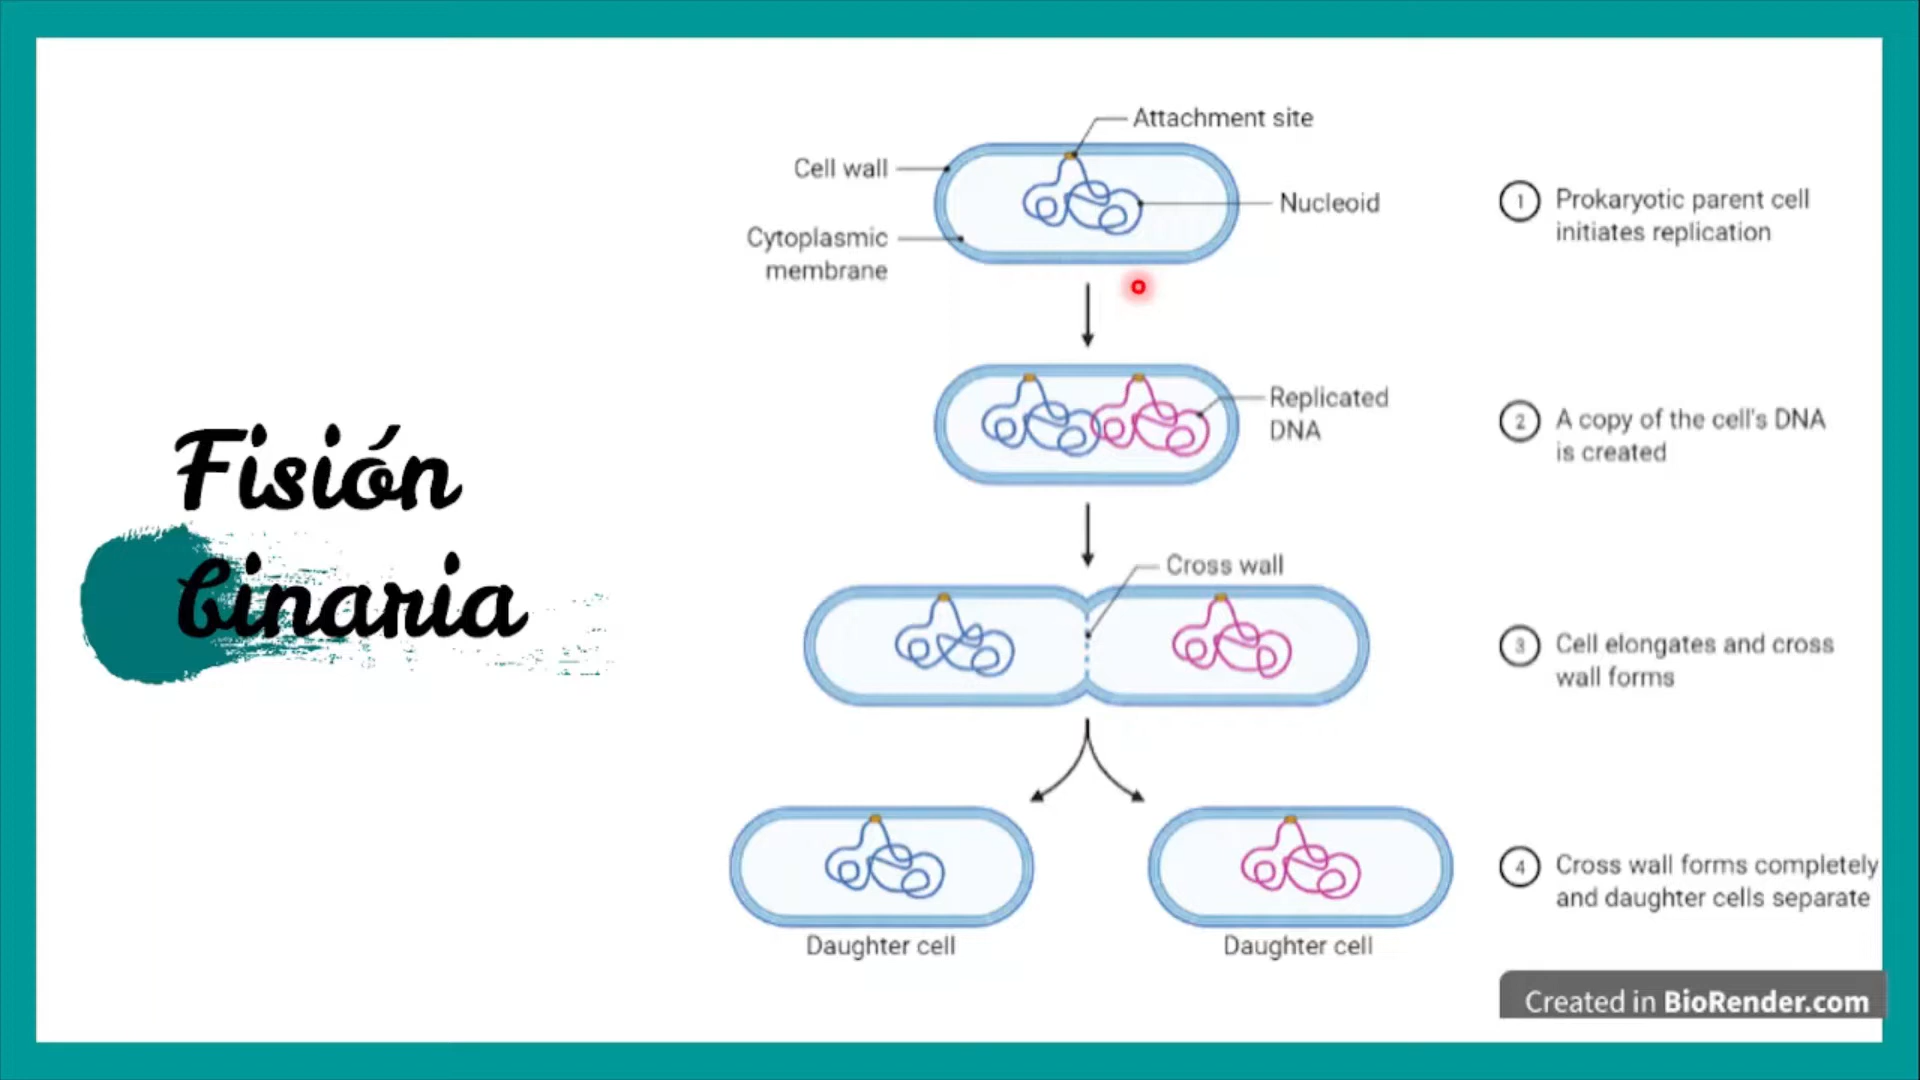 Fisión
binaria
Attachment site
Cell wall
Nucleoid
Cytoplasmic
membrane
1 Prokaryotic parent cell
initiates replication
Replicated
DNA
2 A copy of the cell's DNA
is created
Cross wall
3 Cell elongates and cross
wall forms
4 Cross wall forms completely
and daughter cells separate
Daughter cell
Daughter cell
Created in BioRender.com